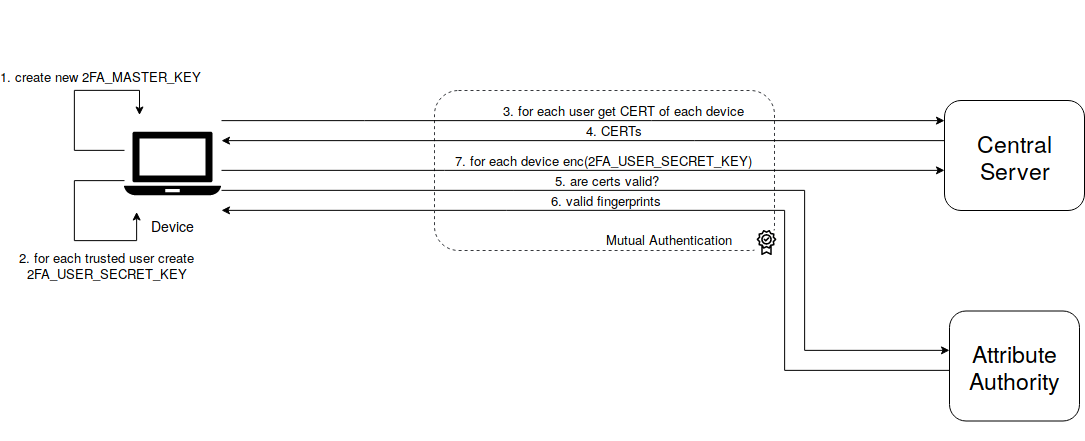 1. create new 2FA_MASTER_KEY
3. for each user get CERT of each device
4. CERTs
7. for each device enc(2FA_USER_SECRET_KEY)
5. are certs valid?
6. valid fingerprints
Mutual Authentication
Central
Server
Device
2. for each trusted user create
2FA_USER_SECRET_KEY
Attribute
Authority